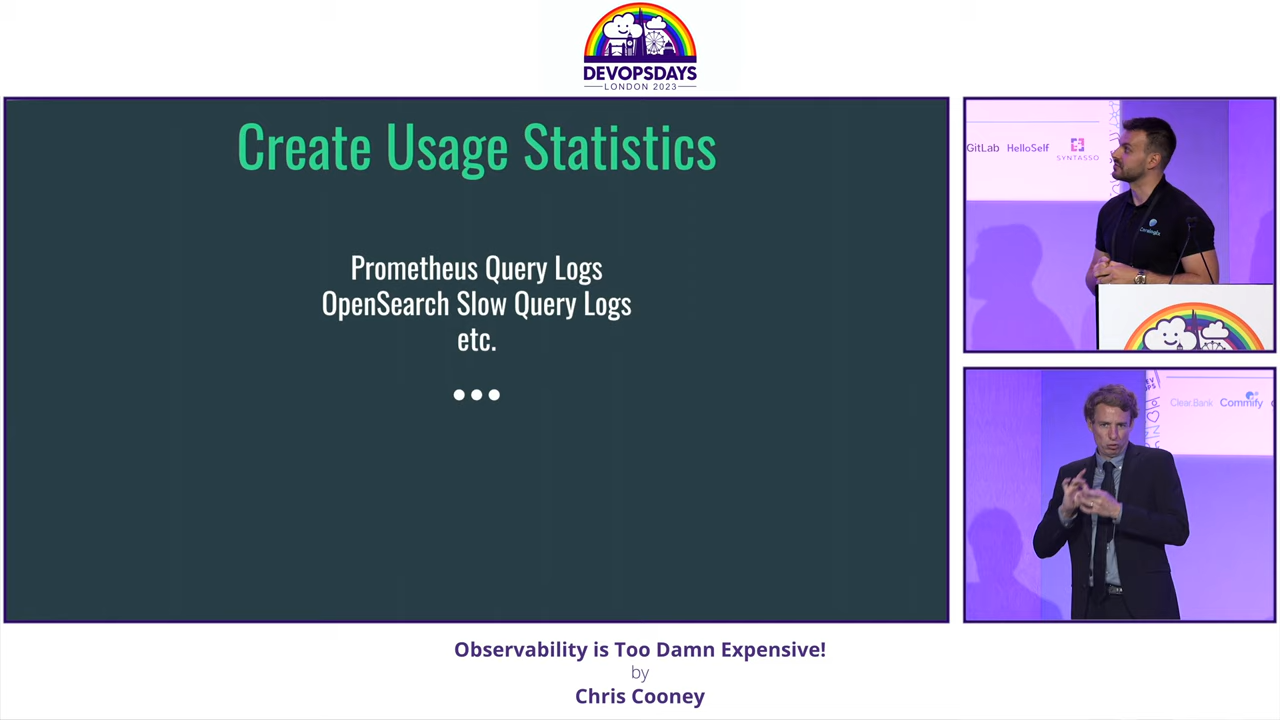 DEVOPSDAYS
LONDON 2023
Create Usage Statistics
Prometheus Query Logs
OpenSearch Slow Query Logs
etc.
...
GitLab HelloSelf
SYNTASSO
Coralogix
Clear.Bank Commify
Observability is Too Damn Expensive!
by
Chris Cooney